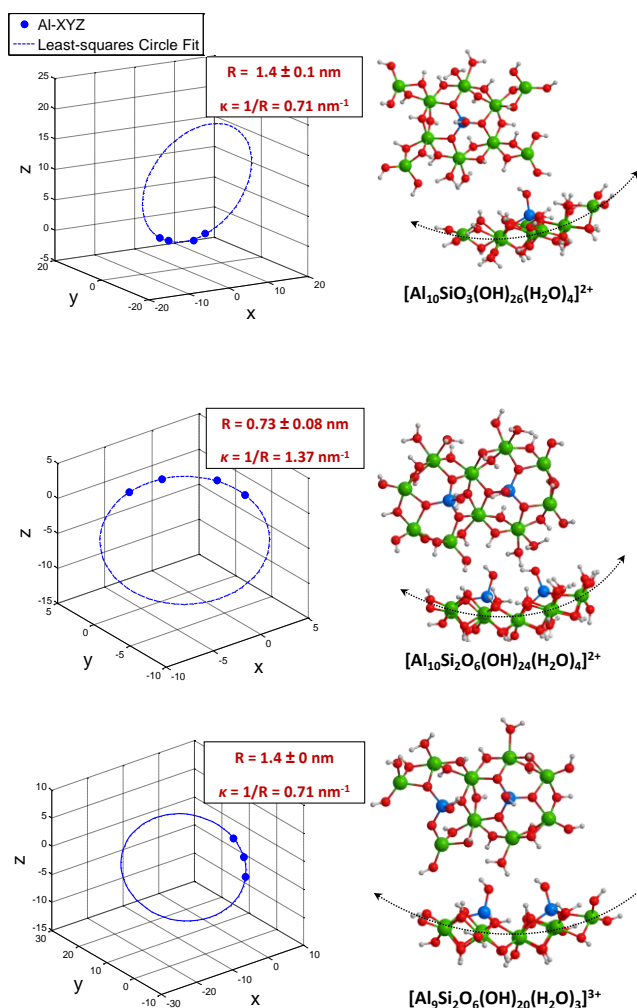 Al-XYZ
Least-squares Circle Fit
R = 1.4 ± 0.1 nm
κ = 1/R = 0.71 nm⁻¹
25
20
15
10
5
0
-5
z
20
0
-20
y
-20
-10
0
10
20
x
[Al₁₀SiO₃(OH)₂₆(H₂O)₄]²⁺
R = 0.73 ± 0.08 nm
κ = 1/R = 1.37 nm⁻¹
5
0
-5
-10
-15
z
5
0
-5
-10
y
-10
-5
0
5
x
[Al₁₀Si₂O₆(OH)₂₄(H₂O)₄]²⁺
R = 1.4 ± 0 nm
κ = 1/R = 0.71 nm⁻¹
10
5
0
-5
-10
-15
z
30
20
10
0
-10
y
-30
-20
-10
0
10
x
[Al₉Si₂O₆(OH)₂₀(H₂O)₃]³⁺